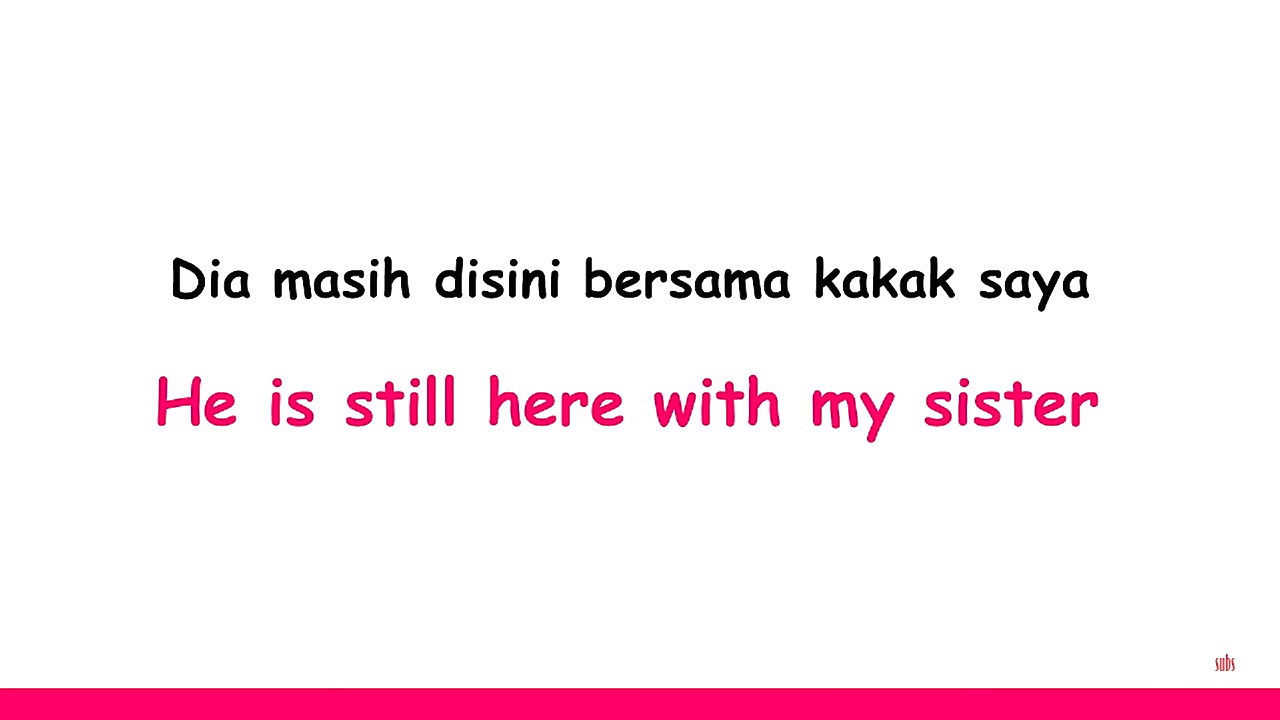 Dia masih disini bersama kakak saya
He is still here with my sister
subs